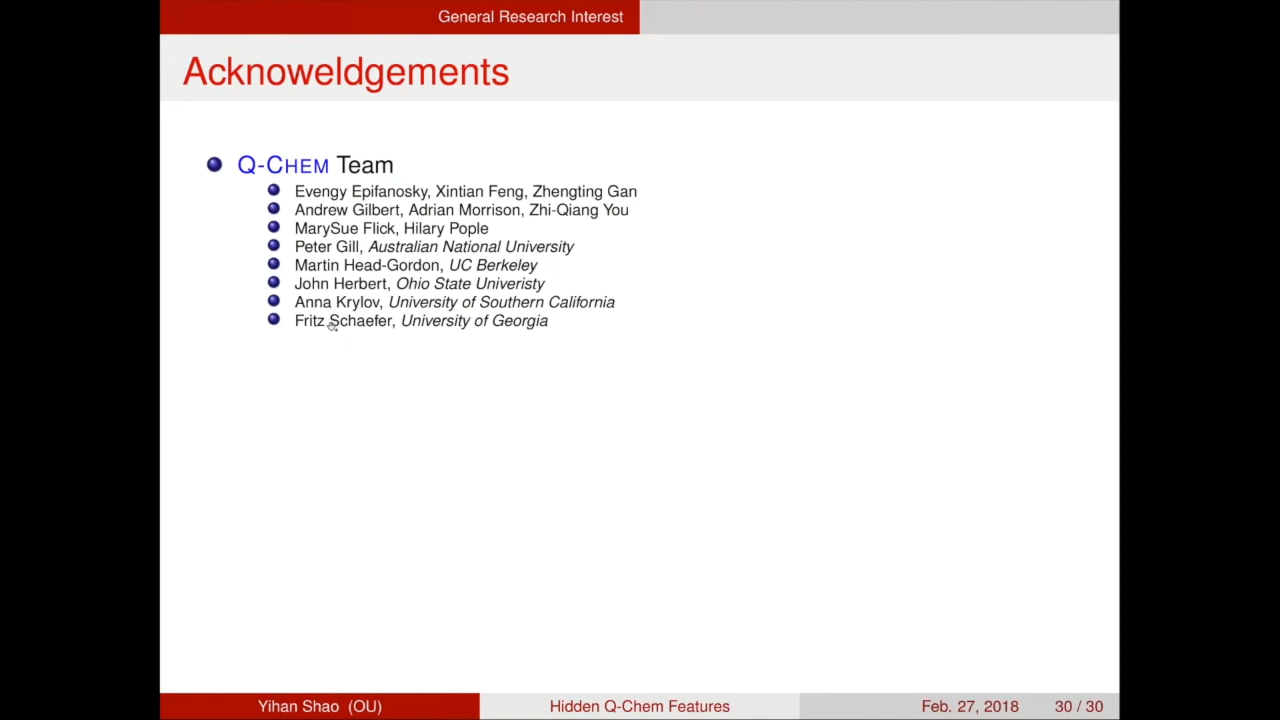 General Research Interest
Acknoweldgements
Q-CHEM Team
Evengy Epifanosky, Xintian Feng, Zhengting Gan
Andrew Gilbert, Adrian Morrison, Zhi-Qiang You
MarySue Flick, Hilary Pople
Peter Gill, Australian National University
Martin Head-Gordon, UC Berkeley
John Herbert, Ohio State Univeristy
Anna Krylov, University of Southern California
Fritz Schaefer, University of Georgia
Yihan Shao (OU) Hidden Q-Chem Features Feb. 27, 2018 30 / 30